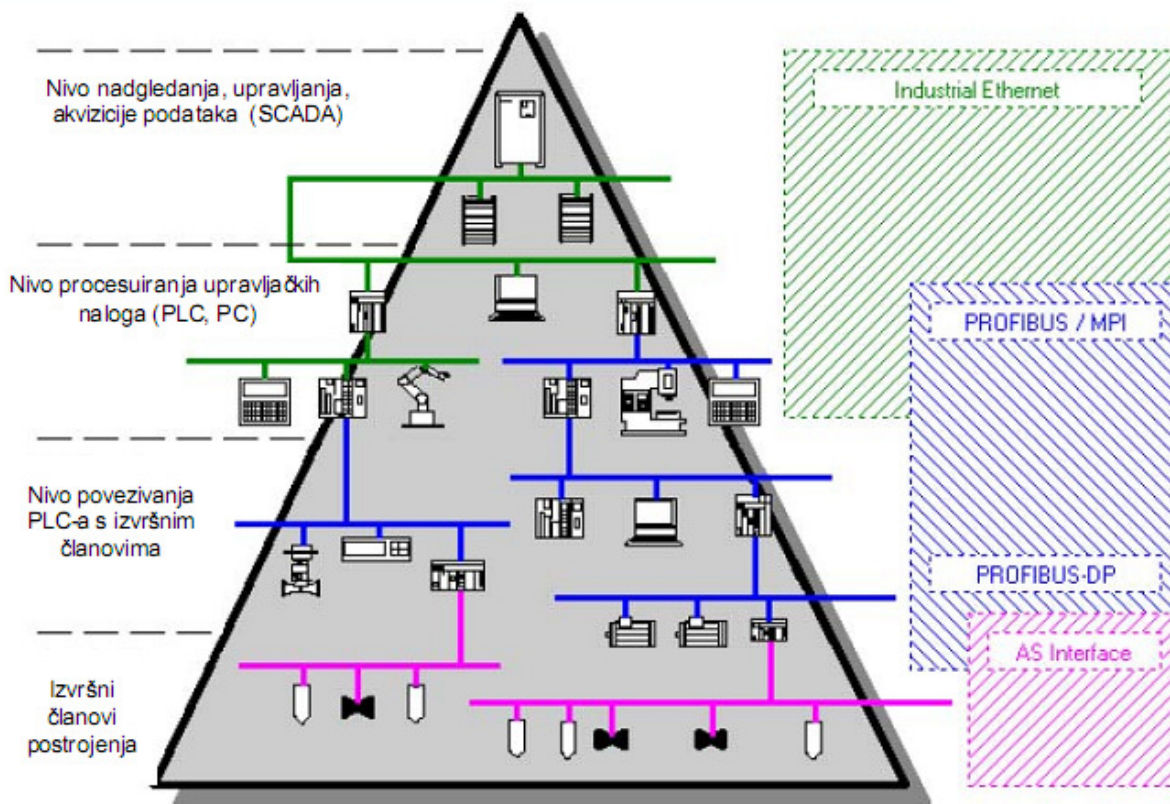 Nivo nadgledanja, upravljanja,
akvizicije podataka (SCADA)
Industrial Ethernet
Nivo procesuiranja upravljačkih
naloga (PLC, PC)
PROFIBUS / MPI
Nivo povezivanja
PLC-a s izvršnim
članovima
PROFIBUS-DP
AS Interface
Izvršni
članovi
postrojenja